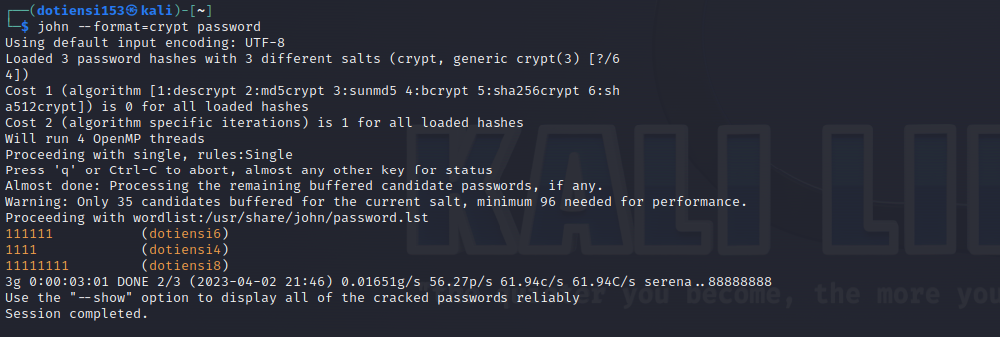 ┌──(dotiensi153㉿kali)-[~]
└─$ john --format=crypt password
Using default input encoding: UTF-8
Loaded 3 password hashes with 3 different salts (crypt, generic crypt(3) [?/6
4])
Cost 1 (algorithm [1:descrypt 2:md5crypt 3:sunmd5 4:bcrypt 5:sha256crypt 6:sh
a512crypt]) is 0 for all loaded hashes
Cost 2 (algorithm specific iterations) is 1 for all loaded hashes
Will run 4 OpenMP threads
Proceeding with single, rules:Single
Press 'q' or Ctrl-C to abort, almost any other key for status
Almost done: Processing the remaining buffered candidate passwords, if any.
Warning: Only 35 candidates buffered for the current salt, minimum 96 needed for performance.
Proceeding with wordlist:/usr/share/john/password.lst
111111 (dotiensi6)
1111 (dotiensi4)
11111111 (dotiensi8)
3g 0:00:03:01 DONE 2/3 (2023-04-02 21:46) 0.01651g/s 56.27p/s 61.94c/s 61.94C/s serena..88888888
Use the "--show" option to display all of the cracked passwords reliably
Session completed.
KALI LI
you become, the more you